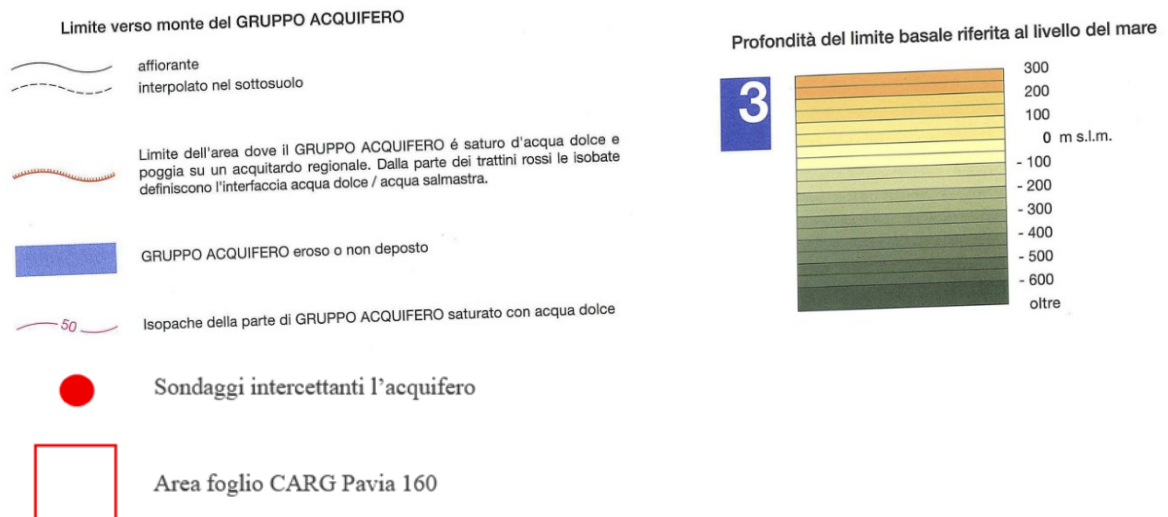 Limite verso monte del GRUPPO ACQUIFERO
affiorante
interpolato nel sottosuolo
Limite dell'area dove il GRUPPO ACQUIFERO é saturo d'acqua dolce e
poggia su un acquitardo regionale. Dalla parte dei trattini rossi le isobate
definiscono l'interfaccia acqua dolce / acqua salmastra.
GRUPPO ACQUIFERO eroso o non deposto
50
Isopache della parte di GRUPPO ACQUIFERO saturato con acqua dolce
Sondaggi intercettanti l’acquifero
Area foglio CARG Pavia 160
Profondità del limite basale riferita al livello del mare
3
300
200
100
0 m s.l.m.
- 100
- 200
- 300
- 400
- 500
- 600
oltre